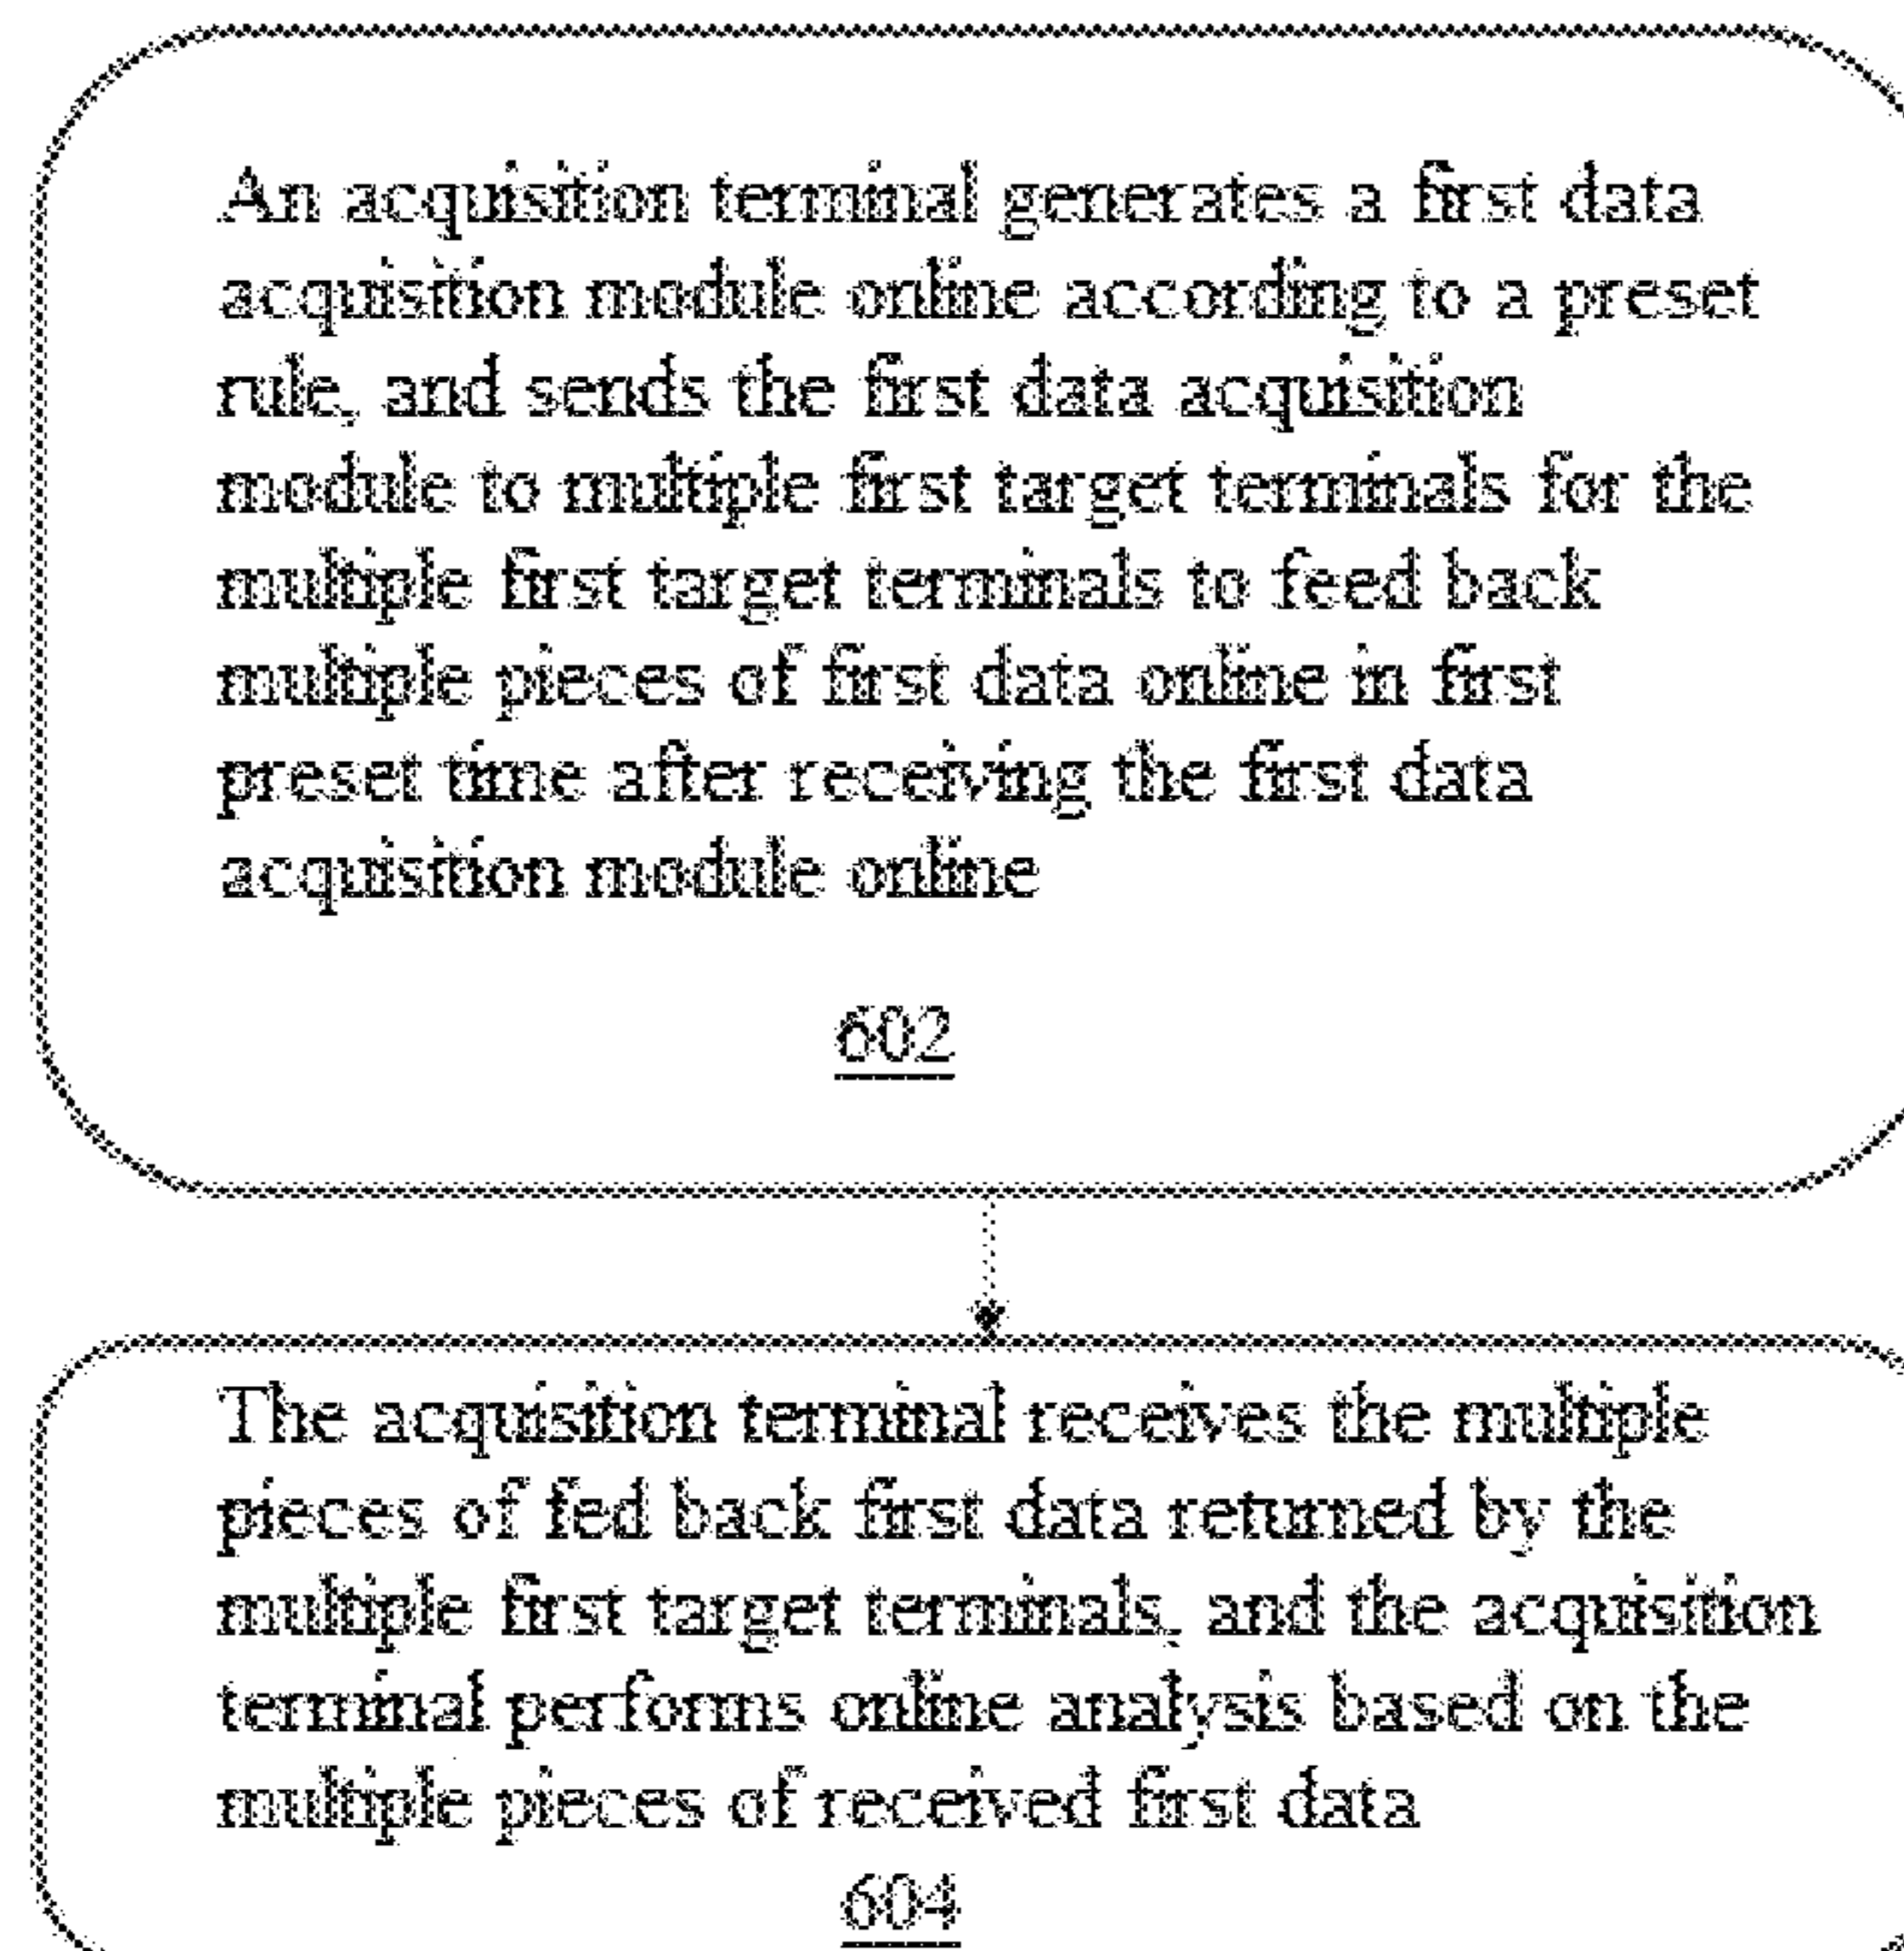 An acquisition terminal generates a first data
acquisition module online according to a preset
rule, and sends the first data acquisition
module to multiple first target terminals for the
multiple first target terminals to feed back
multiple pieces of first data online in first
preset time after receiving the first data
acquisition module online
602
The acquisition terminal receives the multiple
pieces of fed back first data returned by the
multiple first target terminals, and the acquisition
terminal performs online analysis based on the
multiple pieces of received first data
604